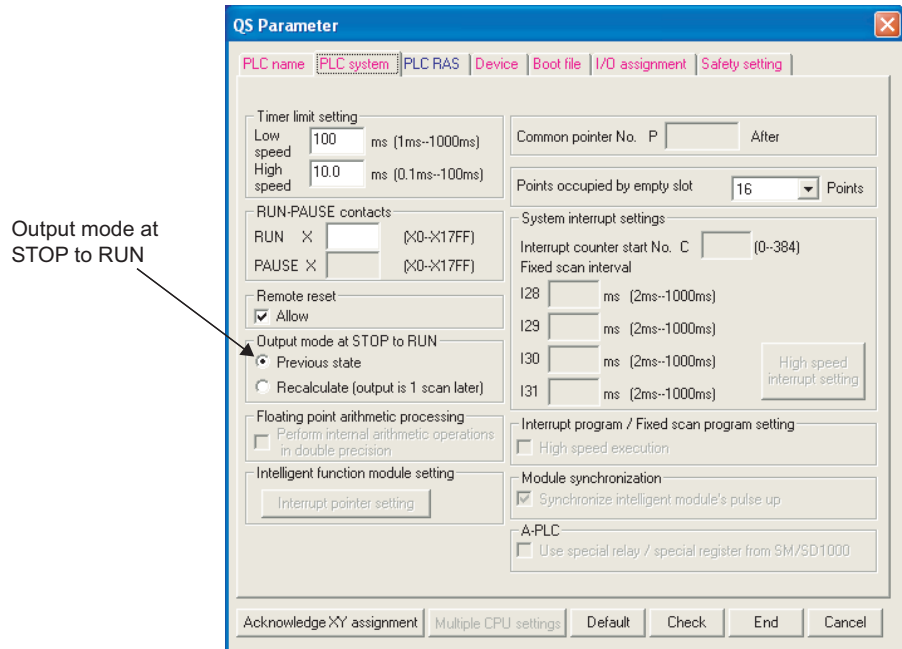 QS Parameter
PLC name PLC system PLC RAS Device Boot file I/O assignment Safety setting
Timer limit setting
Low speed 100 ms (1ms--1000ms)
High speed 10.0 ms (0.1ms--100ms)
RUN-PAUSE contacts
RUN X (X0-X17FF)
PAUSE X (X0-X17FF)
Remote reset
Allow
Output mode at STOP to RUN
Output mode at
STOP to RUN
Previous state
Recalculate (output is 1 scan later)
Floating point arithmetic processing
Perform internal arithmetic operations
in double precision
Intelligent function module setting
Interrupt pointer setting
Common pointer No. P After
Points occupied by empty slot 16 Points
System interrupt settings
Interrupt counter start No. C (0--384)
Fixed scan interval
I28 ms (2ms--1000ms)
I29 ms (2ms--1000ms)
I30 ms (2ms--1000ms)
I31 ms (2ms--1000ms)
High speed
interrupt setting
Interrupt program / Fixed scan program setting
High speed execution
Module synchronization
Synchronize intelligent module's pulse up
A-PLC
Use special relay / special register from SM/SD1000
Acknowledge XY assignment Multiple CPU settings Default Check End Cancel